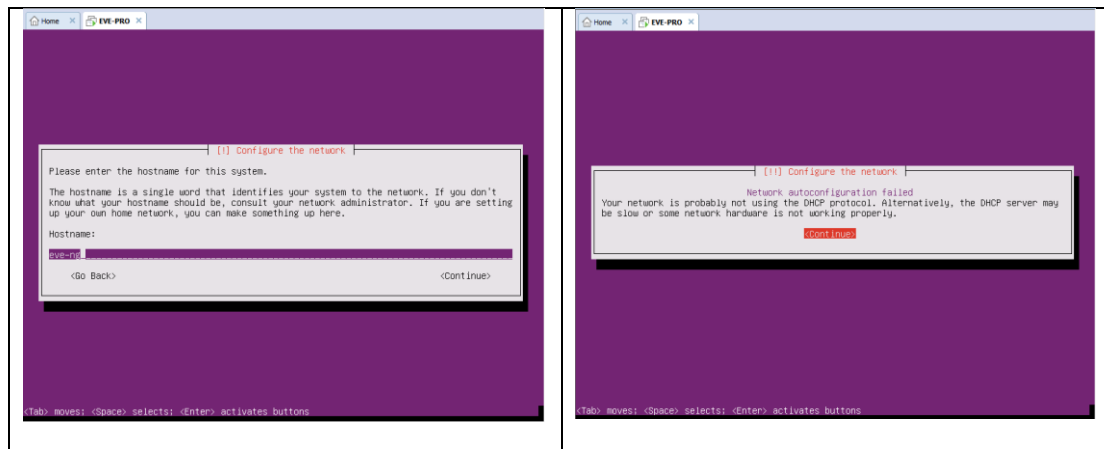 Home × EVE-PRO ×
[!] Configure the network
Please enter the hostname for this system.
The hostname is a single word that identifies your system to the network. If you don't
know what your hostname should be, consult your network administrator. If you are setting
up your own home network, you can make something up here.
Hostname:
eve-ng
<Go Back> <Continue>
<Tab> moves; <Space> selects; <Enter> activates buttons
Home × EVE-PRO ×
[!!] Configure the network
Network autoconfiguration failed
Your network is probably not using the DHCP protocol. Alternatively, the DHCP server may
be slow or some network hardware is not working properly.
<Continue>
<Tab> moves; <Space> selects; <Enter> activates buttons